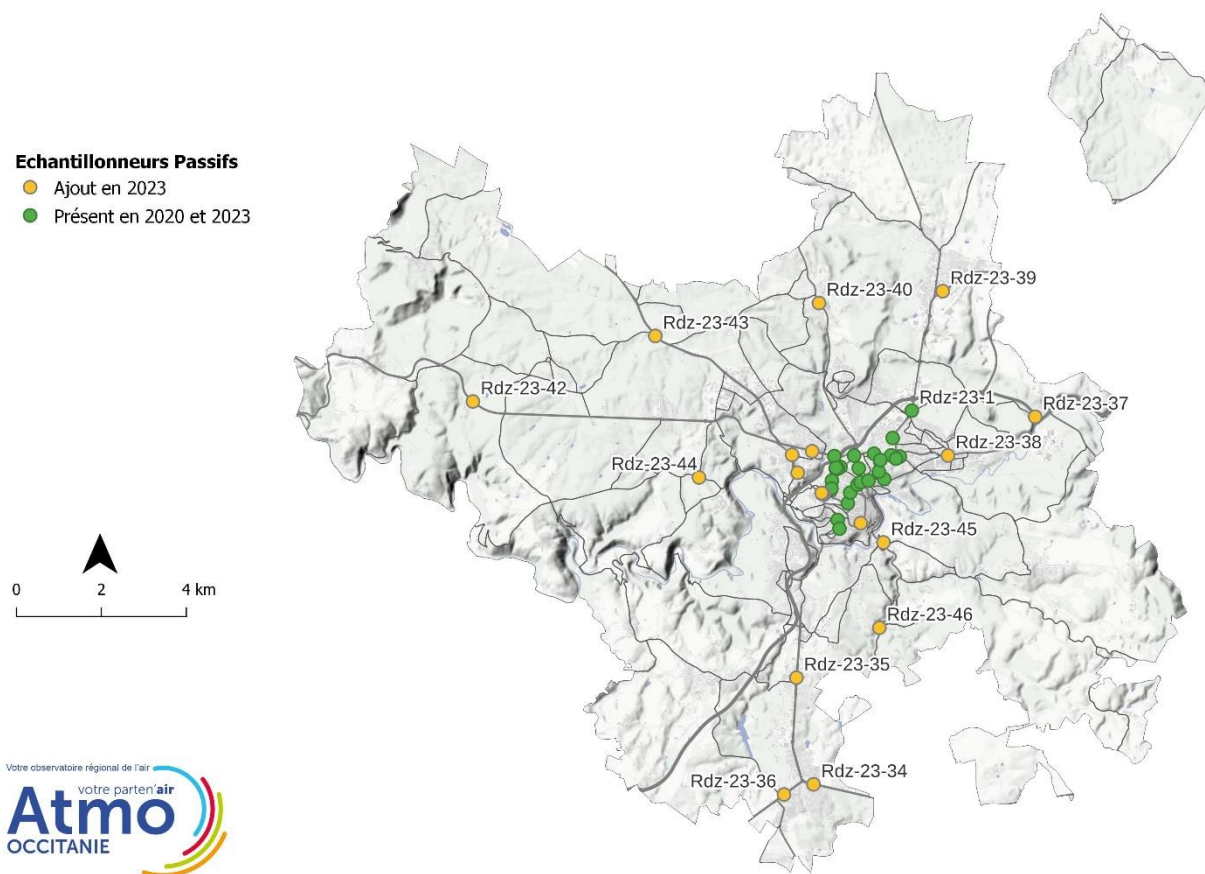 Echantillonneurs Passifs
Ajout en 2023
Présent en 2020 et 2023
Rdz-23-39
Rdz-23-40
Rdz-23-43
Rdz-23-42
Rdz-23-1
Rdz-23-37
Rdz-23-38
Rdz-23-44
Rdz-23-45
0 2 4 km
Rdz-23-46
Rdz-23-35
Rdz-23-34
Rdz-23-36
Votre observatoire régional de l'air
votre parten'air
Atmo
OCCITANIE